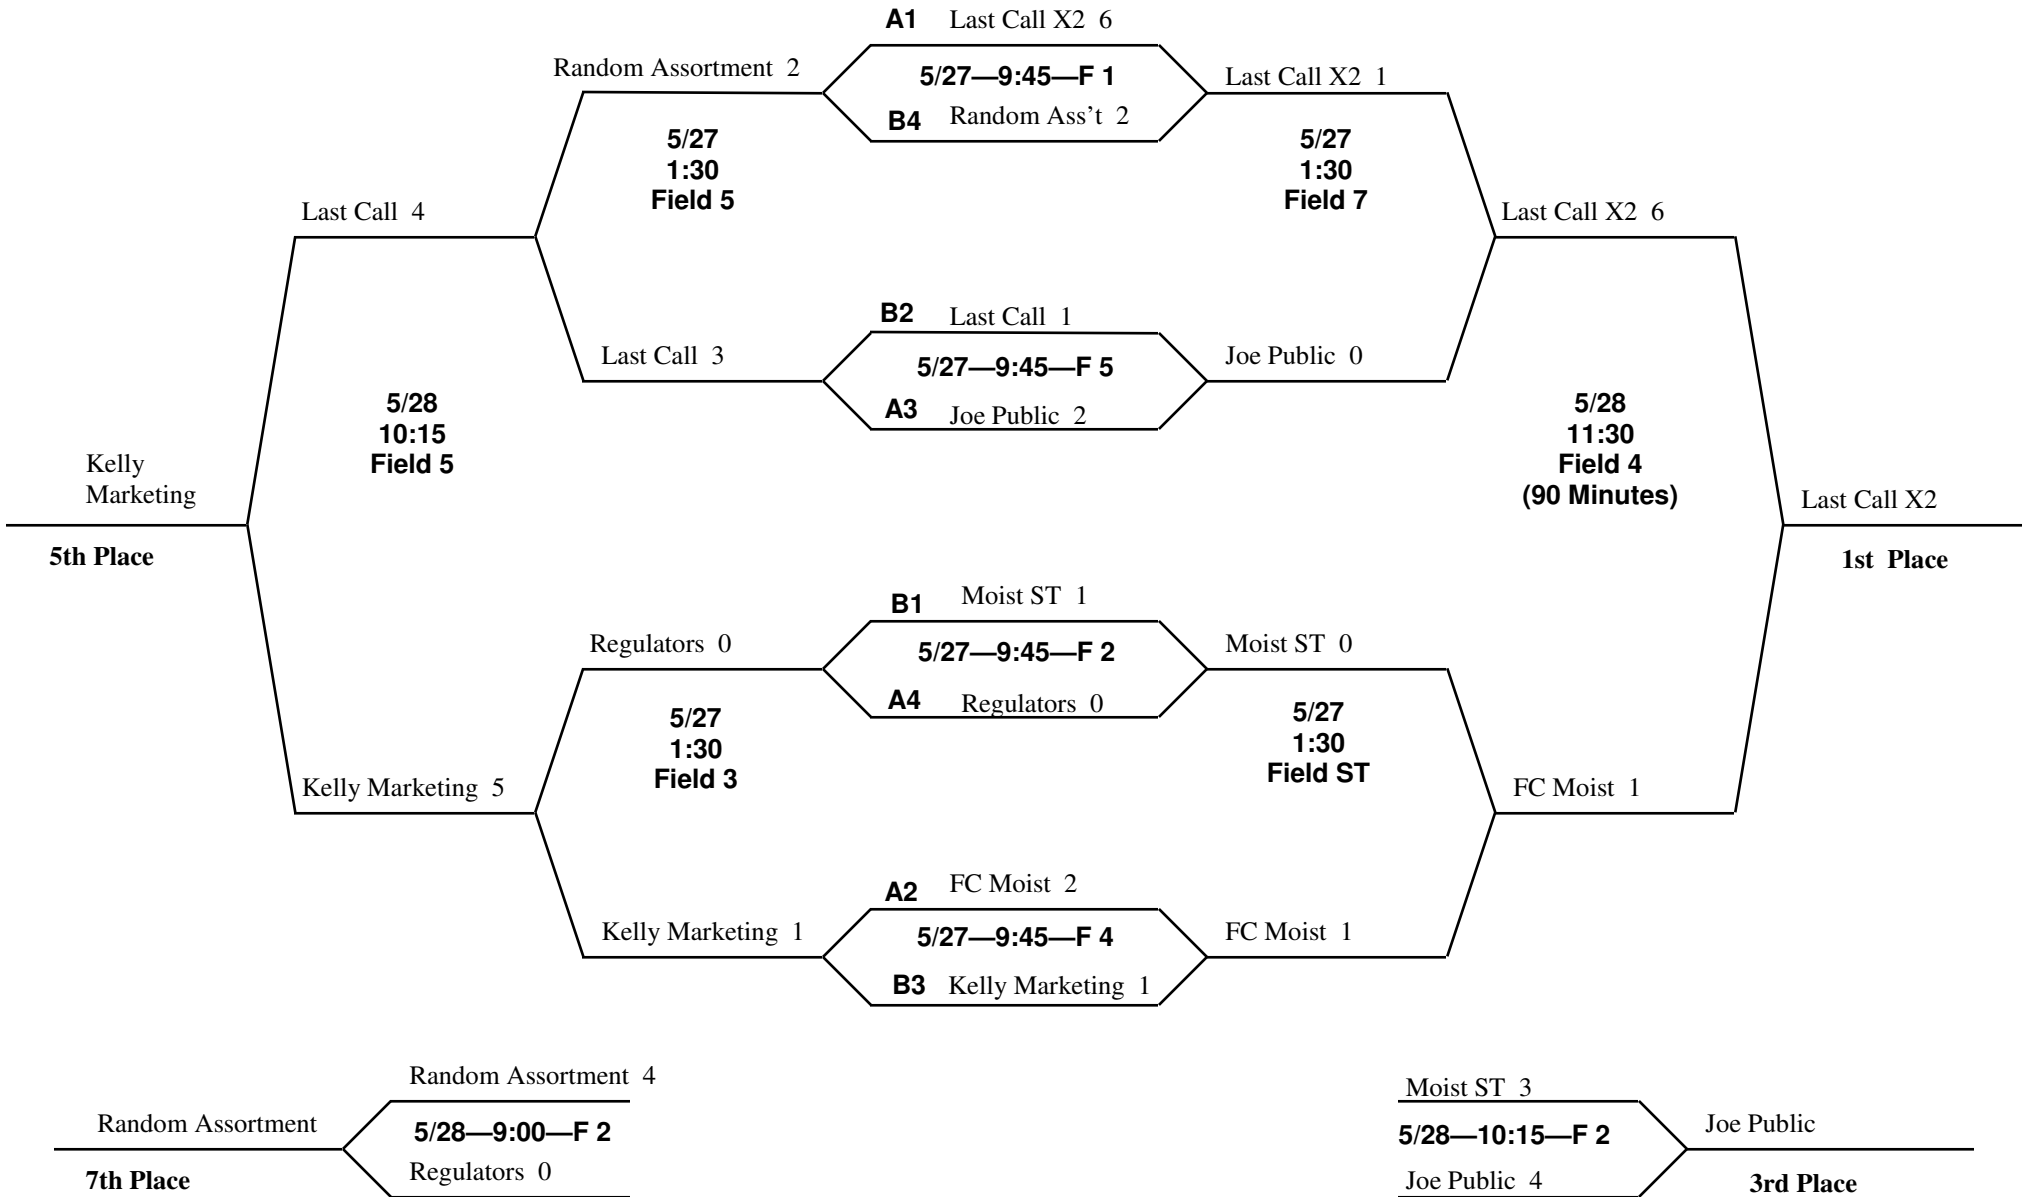 A1 Last Call X2 6
Random Assortment 2
5/27—9:45—F 1
Last Call X2 1
B4 Random Ass't 2
5/27
1:30
Field 5
5/27
1:30
Field 7
Last Call 4
Last Call X2 6
B2 Last Call 1
Last Call 3
5/27—9:45—F 5
Joe Public 0
A3 Joe Public 2
5/28
10:15
Field 5
5/28
11:30
Field 4
(90 Minutes)
Kelly
Marketing
5th Place
Last Call X2
1st Place
B1 Moist ST 1
Regulators 0
5/27—9:45—F 2
Moist ST 0
A4 Regulators 0
5/27
1:30
Field 3
5/27
1:30
Field ST
Kelly Marketing 5
FC Moist 1
A2 FC Moist 2
Kelly Marketing 1
5/27—9:45—F 4
FC Moist 1
B3 Kelly Marketing 1
Random Assortment 4
Random Assortment
5/28—9:00—F 2
7th Place
Regulators 0
Moist ST 3
5/28—10:15—F 2
Joe Public
Joe Public 4
3rd Place